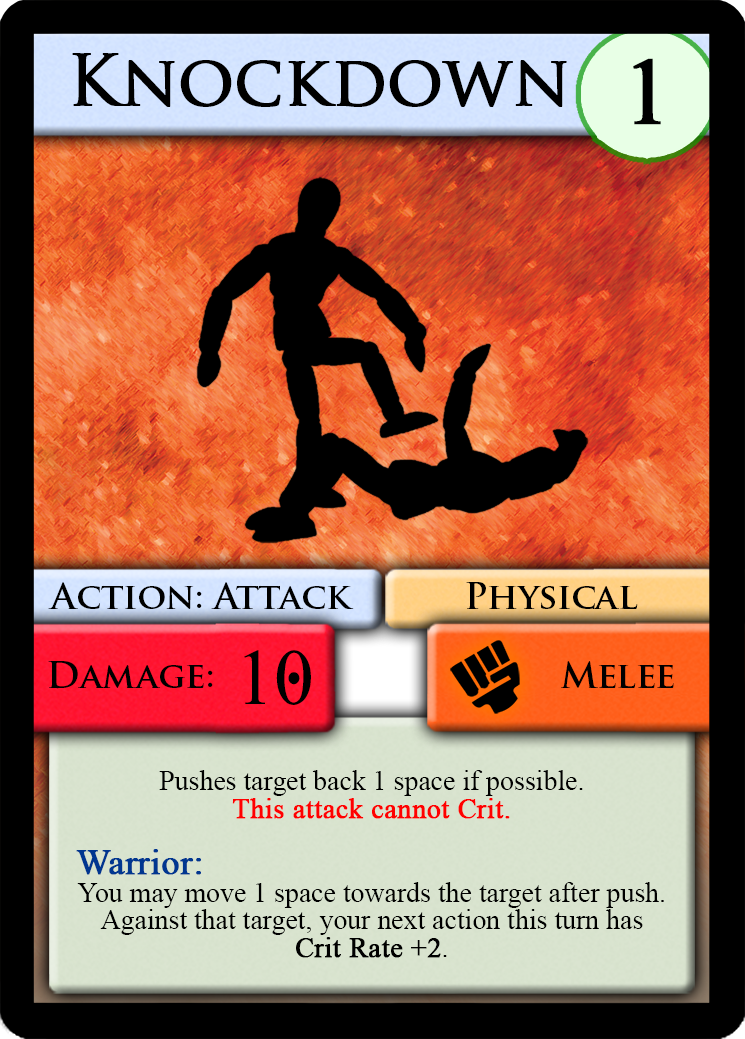 Knockdown
1
Action: Attack
Physical
Damage: 10
Melee
Pushes target back 1 space if possible.
This attack cannot Crit.
Warrior:
You may move 1 space towards the target after push.
Against that target, your next action this turn has
Crit Rate +2.